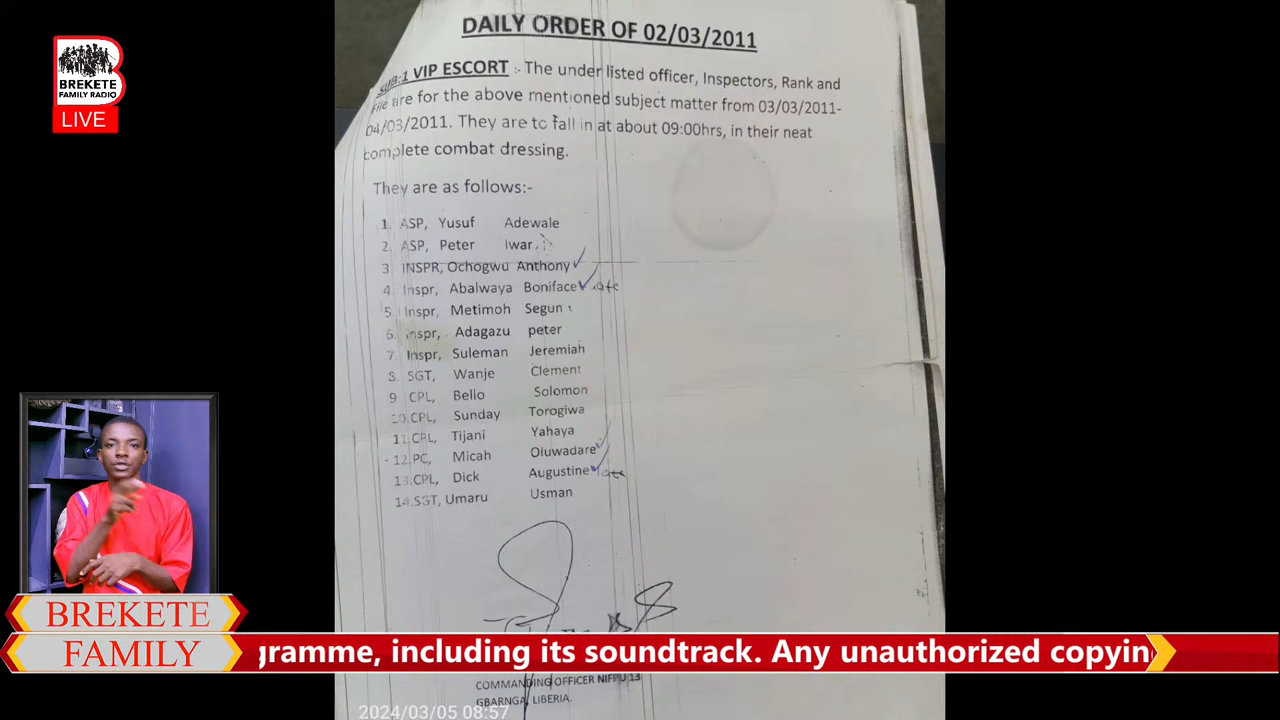 DAILY ORDER OF 02/03/2011
SUB:1 VIP ESCORT :- The under listed officer, Inspectors, Rank and
File are for the above mentioned subject matter from 03/03/2011-
04/03/2011. They are to fall in at about 09:00hrs, in their neat
complete combat dressing.
They are as follows:-
1. ASP, Yusuf Adewale
2. ASP, Peter Iwar
3 INSPR, Ochogwu Anthony
4. Inspr, Abalwaya Boniface late
5 Inspr, Metimoh Segun
6. Inspr, Adagazu peter
7. Inspr, Suleman Jeremiah
8. SGT, Wanje Clement
9 CPL, Bello Solomon
10.CPL, Sunday Torogiwa
11.CPL, Tijani Yahaya
- 12.PC, Micah Oluwadare
13.CPL, Dick Augustine late
14.SGT, Umaru Usman
COMMANDING OFFICER NIFPU 13
GBARNGA, LIBERIA.
2024/03/05 08:57
BREKETE
FAMILY RADIO
LIVE
BREKETE
FAMILY
gramme, including its soundtrack. Any unauthorized copyin